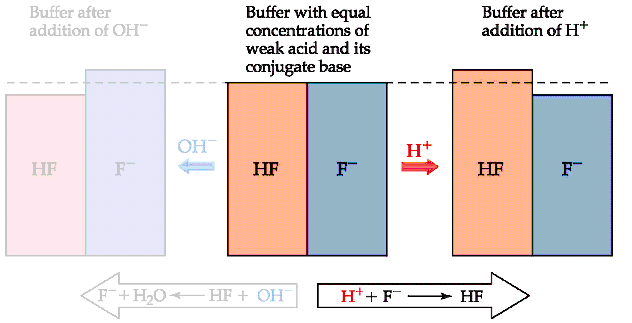 Buffer after
addition of OH⁻
Buffer with equal
concentrations of
weak acid and its
conjugate base
Buffer after
addition of H⁺
HF
F⁻
OH⁻
HF
F⁻
H⁺
HF
F⁻
F⁻ + H₂O ← HF + OH⁻
H⁺ + F⁻ → HF